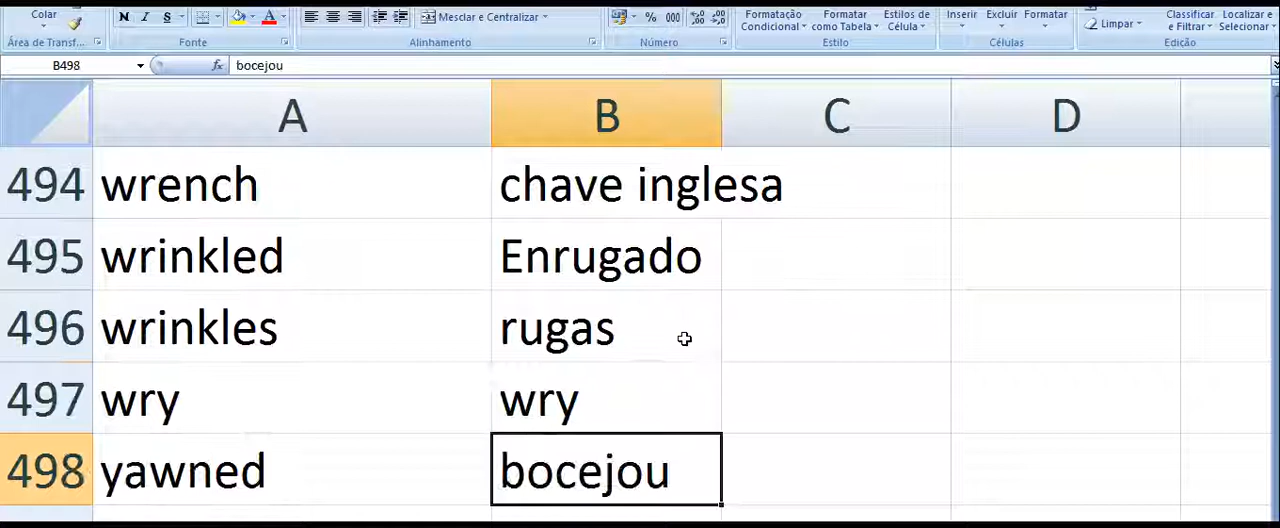 Colar
N I S A
Mesclar e Centralizar
% 000
Formatação Condicional
Formatar como Tabela
Estilos de Célula
Inserir Excluir Formatar
Limpar
Classificar e Filtrar
Localizar e Selecionar
Área de Transf... Fonte Alinhamento Número Estilo Células Edição
B498 fx bocejou
A B C D
494 wrench chave inglesa
495 wrinkled Enrugado
496 wrinkles rugas
497 wry wry
498 yawned bocejou